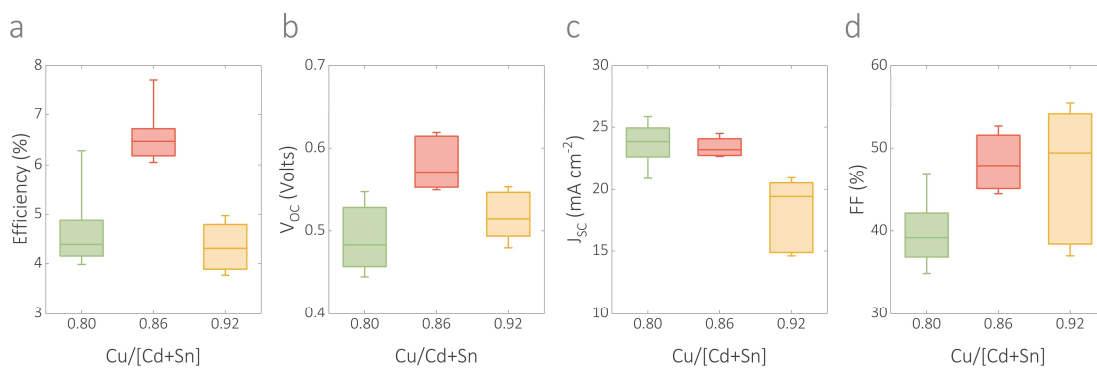 a
b
c
d
Efficiency (%)
8
7
6
5
4
3
0.80
0.86
0.92
Cu/[Cd+Sn]
V_OC (Volts)
0.7
0.6
0.5
0.4
0.80
0.86
0.92
Cu/Cd+Sn
J_SC (mA cm⁻²)
30
25
20
15
10
0.80
0.86
0.92
Cu/[Cd+Sn]
FF (%)
60
50
40
30
0.80
0.86
0.92
Cu/[Cd+Sn]